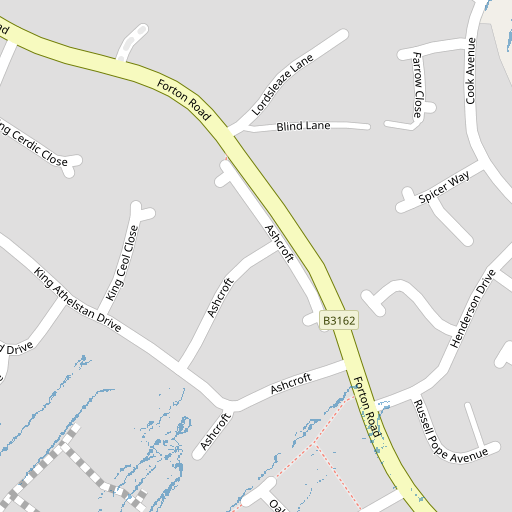 Forton Road
Lordsleaze Lane
Blind Lane
Farrow Close
Cook Avenue
Cerdic Close
Spicer Way
King Ceol Close
Ashcroft
Ashcroft
King Athelstan Drive
Henderson Drive
B3162
Drive
Ashcroft
Forton Road
Russell Pope Avenue
Ashcroft